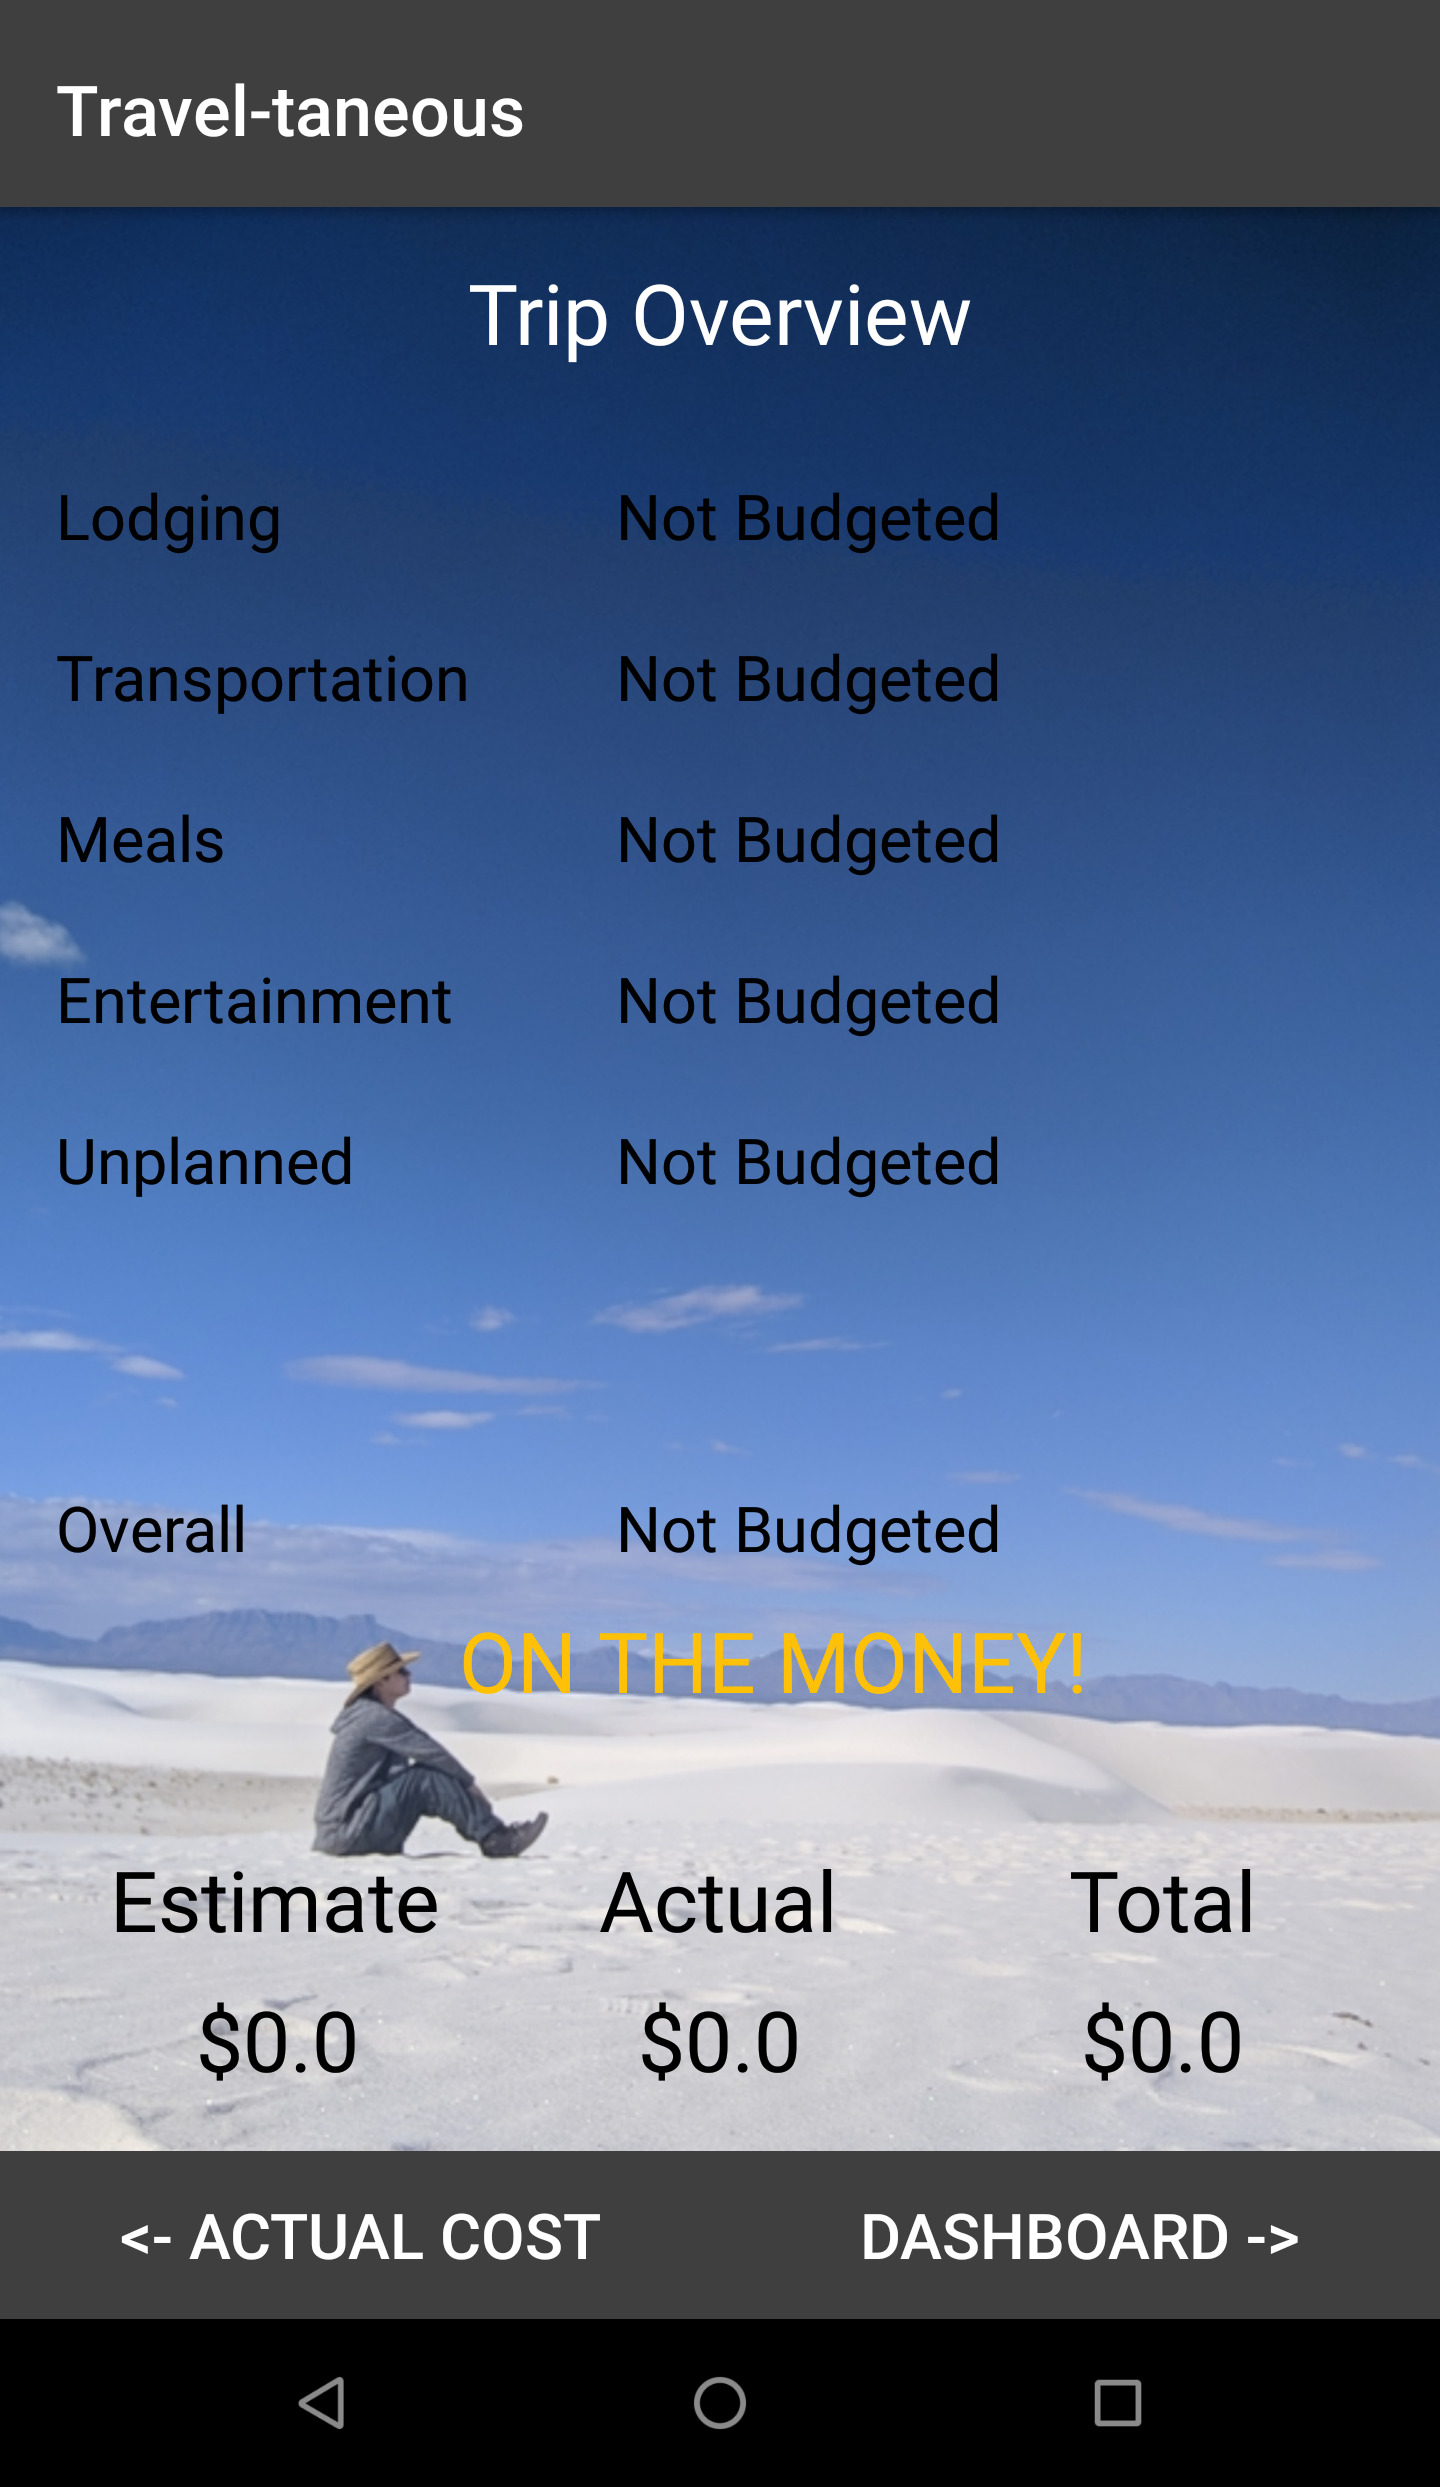 Travel-taneous
Trip Overview
Lodging Not Budgeted
Transportation Not Budgeted
Meals Not Budgeted
Entertainment Not Budgeted
Unplanned Not Budgeted
Overall Not Budgeted
ON THE MONEY!
Estimate Actual Total
$0.0 $0.0 $0.0
<- ACTUAL COST DASHBOARD ->